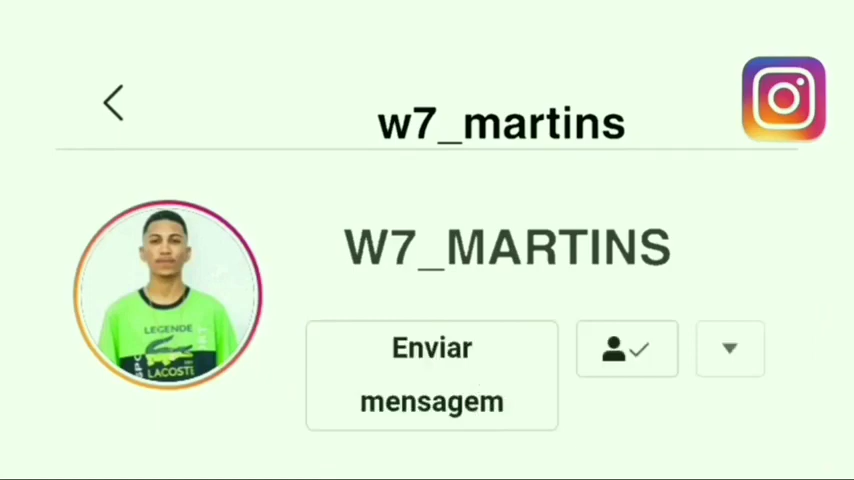 w7_martins
W7_MARTINS
Enviar
mensagem
LEGENDE
LACOSTE